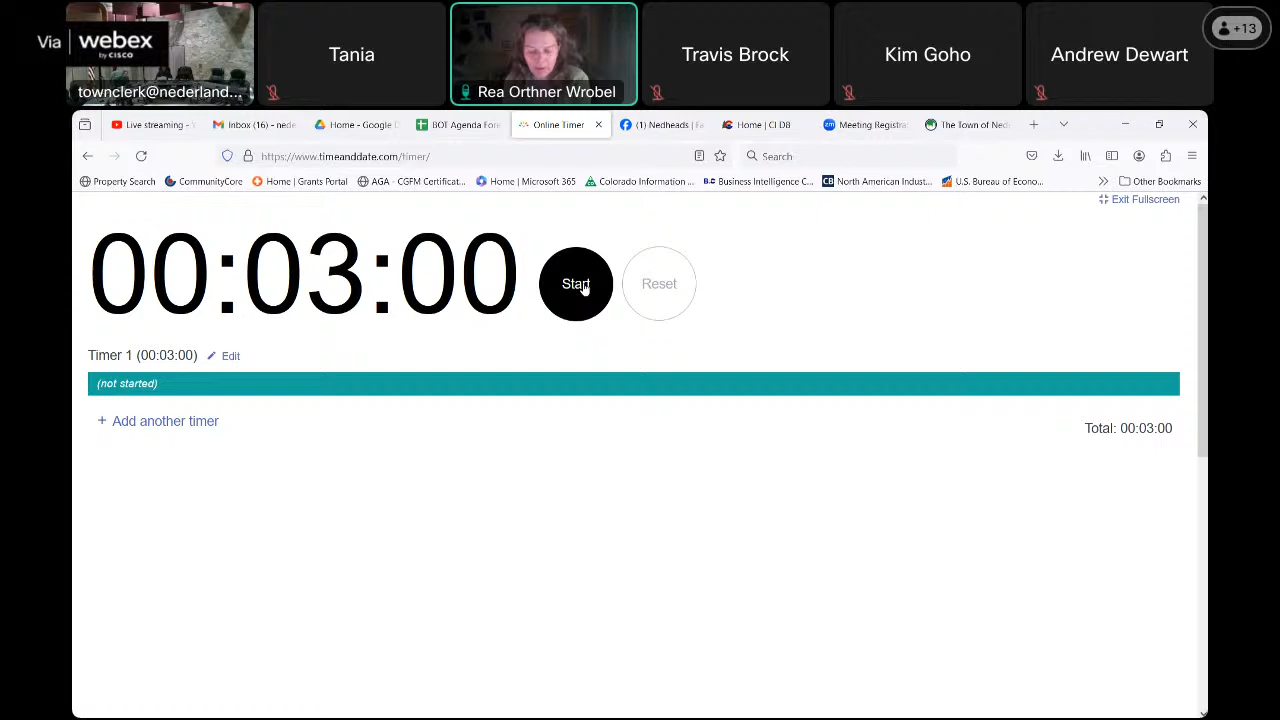 Via webex
by CISCO
townclerk@nederland...
Tania
Rea Orthner Wrobel
Travis Brock
Kim Goho
Andrew Dewart
+13
Live streaming - Y
Inbox (16) - nede
Home - Google D
BOT Agenda Fore
Online Timer
(1) Nedheads | Fa
Home | CI DB
Meeting Registra
The Town of Ned
https://www.timeanddate.com/timer/
Search
Property Search
CommunityCore
Home | Grants Portal
AGA - CGFM Certificat...
Home | Microsoft 365
Colorado Information ...
Business Intelligence C...
North American Indust...
U.S. Bureau of Econo...
Other Bookmarks
Exit Fullscreen
00:03:00
Start
Reset
Timer 1 (00:03:00)
Edit
(not started)
+ Add another timer
Total: 00:03:00